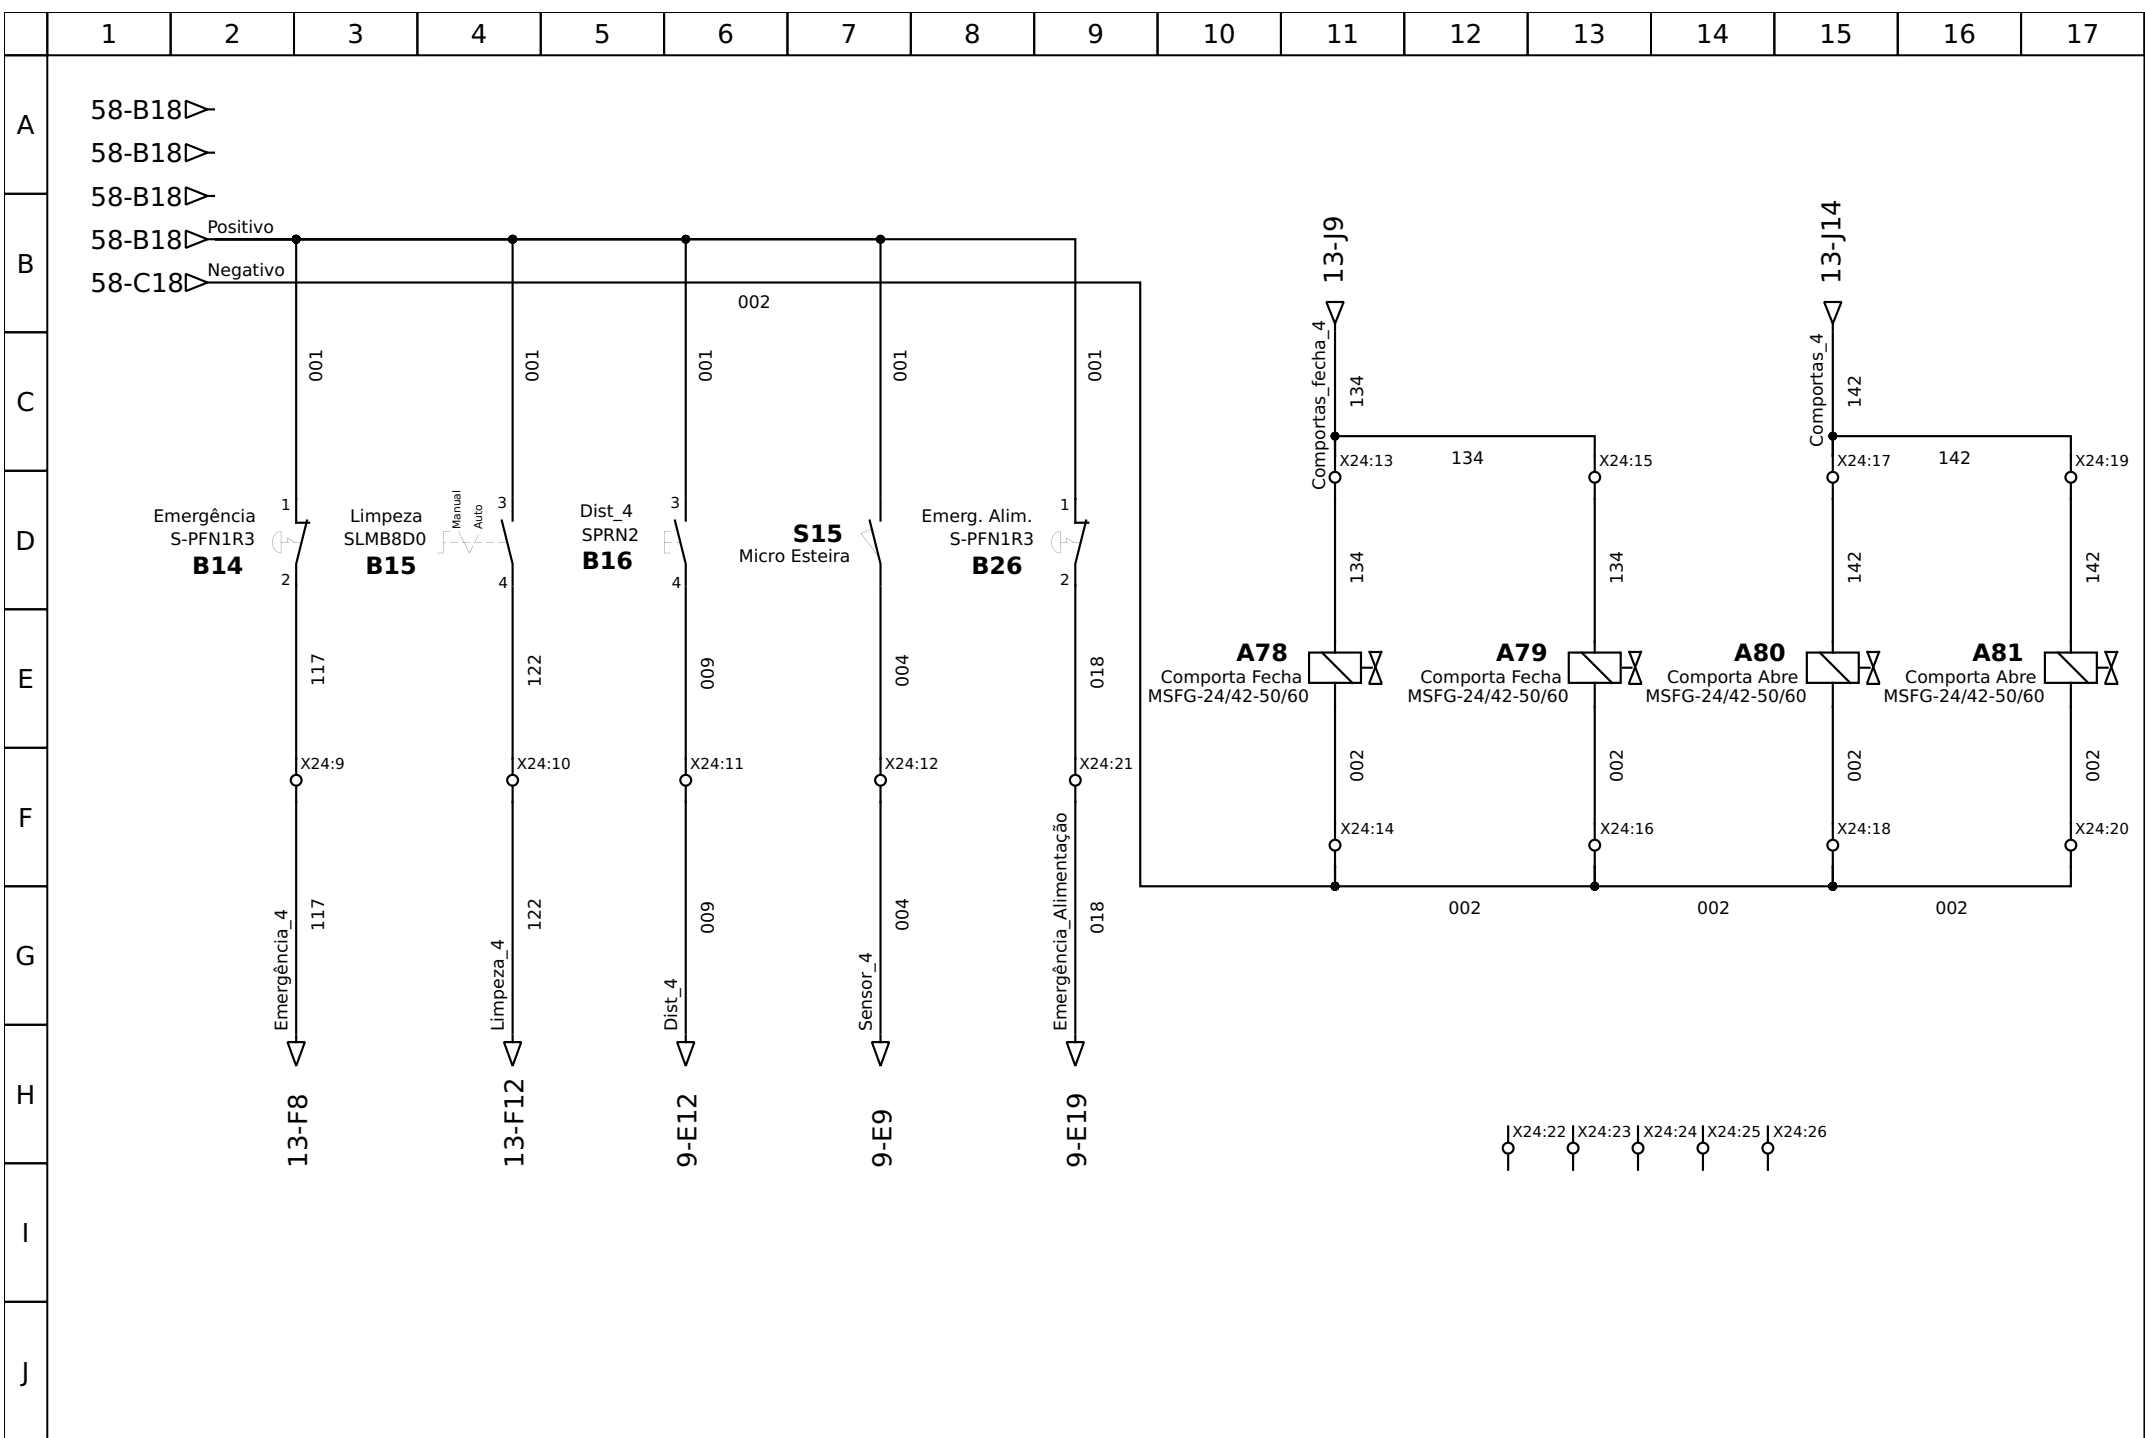 1 2 3 4 5 6 7 8 9 10 11 12 13 14 15 16 17
A
58-B18
58-B18
58-B18
B
58-B18 Positivo
58-C18 Negativo
002
13-J9
13-J14
C
001
001
001
001
001
Comportas_fecha_4
134
Comportas_4
142
X24:13
134
X24:15
X24:17
142
X24:19
D
Emergência
S-PFN1R3
B14
1
2
Limpeza
SLMB8D0
B15
Manual
Auto
3
4
Dist_4
SPRN2
B16
3
4
S15
Micro Esteira
Emerg. Alim.
S-PFN1R3
B26
1
2
134
134
142
142
E
117
122
009
004
018
A78
Comporta Fecha
MSFG-24/42-50/60
A79
Comporta Fecha
MSFG-24/42-50/60
A80
Comporta Abre
MSFG-24/42-50/60
A81
Comporta Abre
MSFG-24/42-50/60
F
X24:9
X24:10
X24:11
X24:12
X24:21
002
002
002
002
X24:14
X24:16
X24:18
X24:20
002
002
002
G
Emergência_4
117
Limpeza_4
122
Dist_4
009
Sensor_4
004
Emergência_Alimentação
018
H
13-F8
13-F12
9-E12
9-E9
9-E19
X24:22 X24:23 X24:24 X24:25 X24:26
I
J